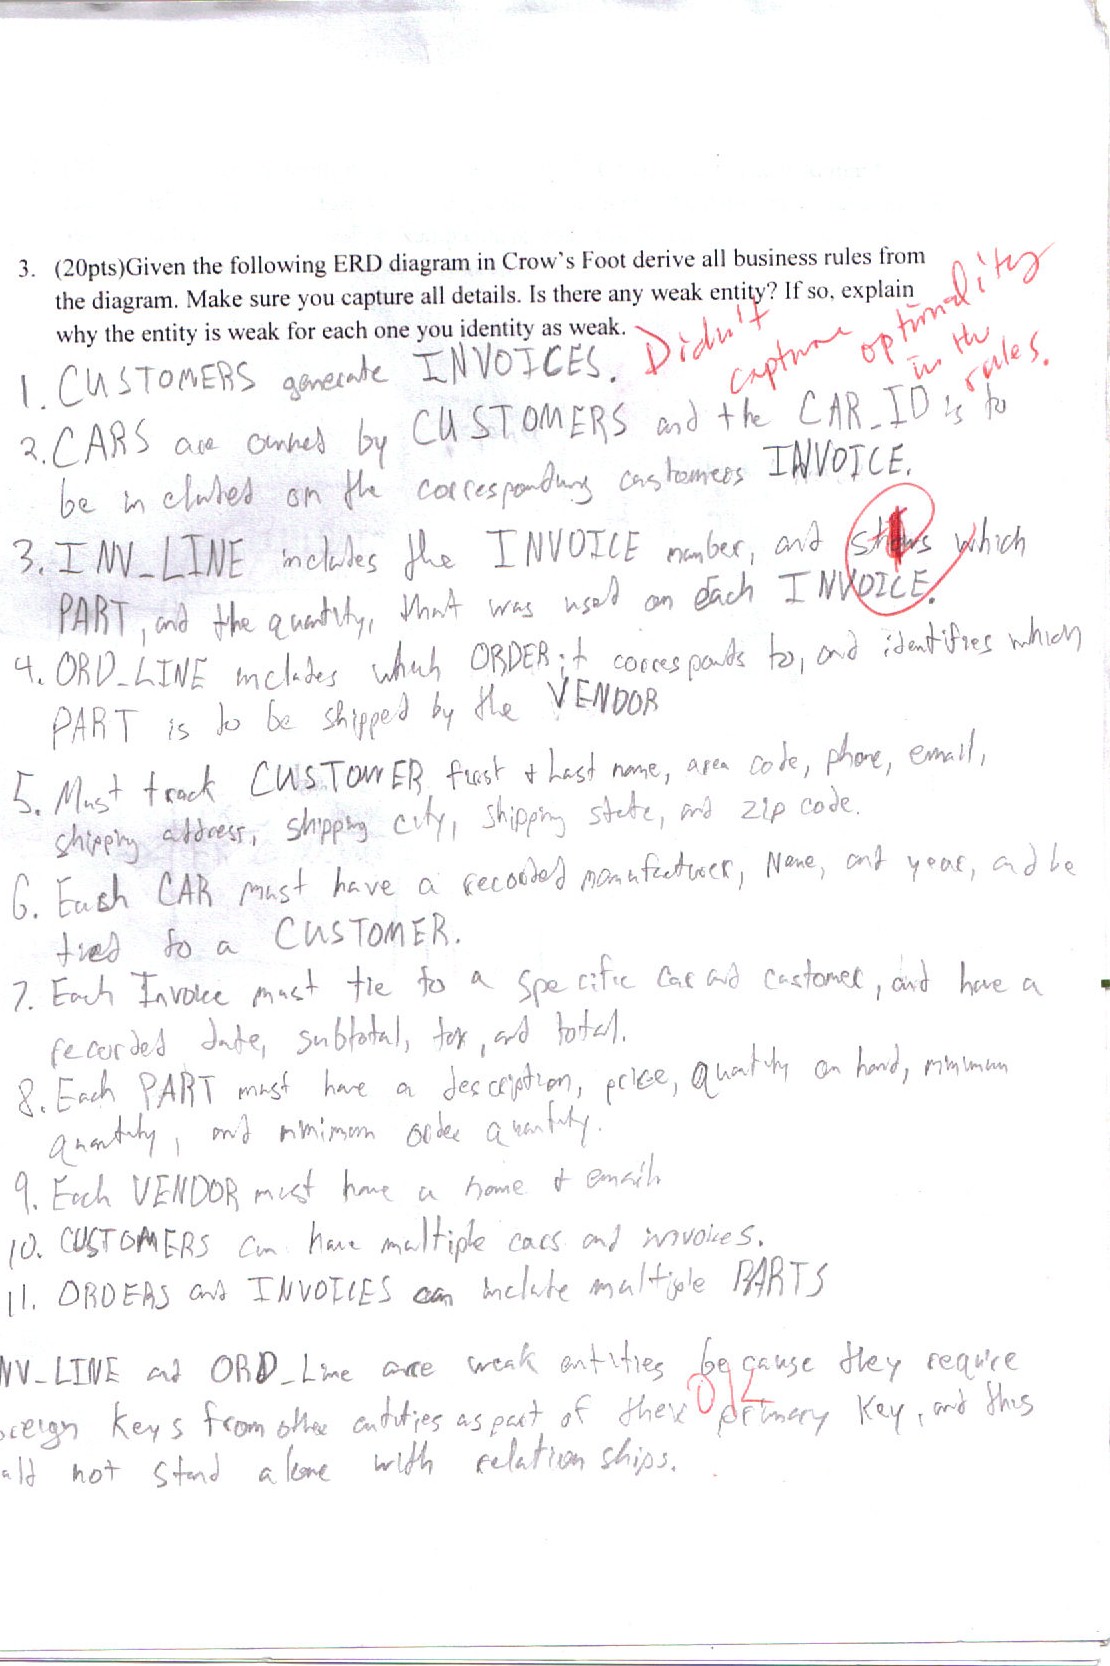 3. (20pts)Given the following ERD diagram in Crow's Foot derive all business rules from
the diagram. Make sure you capture all details. Is there any weak entity? If so, explain
why the entity is weak for each one you identity as weak.
Didn't
capture optionality
in the
rules.
1. CUSTOMERS generate INVOICES.
2. CARS are owned by CUSTOMERS and the CAR_ID is to
be included on the corresponding customers INVOICE.
3. INV_LINE includes the INVOICE number, and shows which
PART, and the quantity, that was used on each INVOICE.
4. ORD_LINE includes which ORDER it corresponds to, and identifies which
PART is to be shipped by the VENDOR
5. Must track CUSTOMER first + Last name, area code, phone, email,
shipping address, shipping city, shipping state, and zip code.
6. Each CAR must have a recorded manufacturer, Name, and year, and be
tied to a CUSTOMER.
7. Each Invoice must tie to a specific Car and customer, and have a
recorded date, subtotal, tax, and total.
8. Each PART must have a description, price, quantity on hand, minimum
quantity, and minimum order quantity.
9. Each VENDOR must have a name + email
10. CUSTOMERS can have multiple cars and invoices.
11. ORDERS and INVOICES can include multiple PARTS
NV_LINE and ORD_Line are weak entities because they require
oreign keys from other entities as part of their primary Key, and thus
uld not stand alone with relationships.